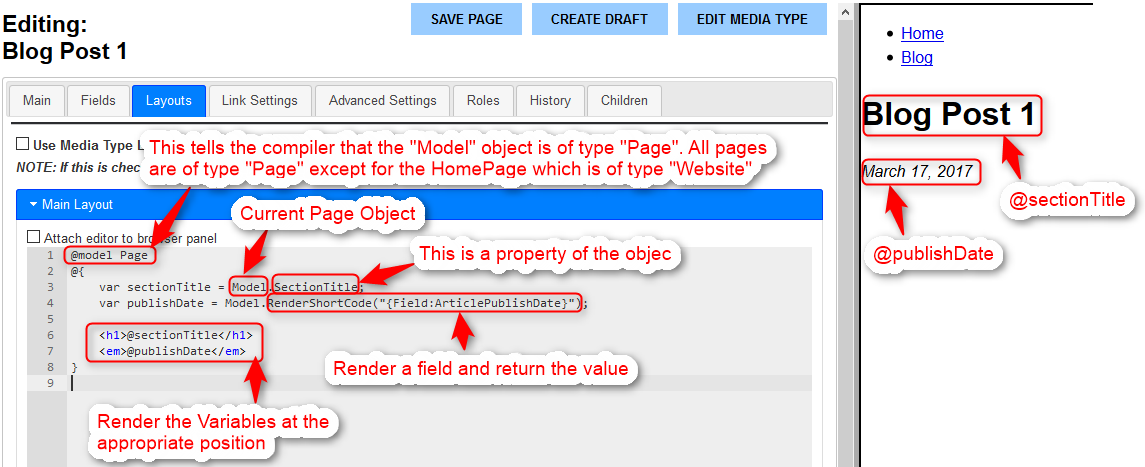 Editing:
Blog Post 1
SAVE PAGE
CREATE DRAFT
EDIT MEDIA TYPE
Main
Fields
Layouts
Link Settings
Advanced Settings
Roles
History
Children
Use Media Type L
NOTE: If this is chec
This tells the compiler that the "Model" object is of type "Page". All pages
are of type "Page" except for the HomePage which is of type "Website"
Main Layout
Current Page Object
Attach editor to browser panel
This is a property of the objec
1 @model Page
2 @{
3 var sectionTitle = Model.SectionTitle;
4 var publishDate = Model.RenderShortCode("{Field:ArticlePublishDate}");
5
6 <h1>@sectionTitle</h1>
7 <em>@publishDate</em>
8 }
9
Render a field and return the value
Render the Variables at the
appropriate position
Home
Blog
Blog Post 1
March 17, 2017
@sectionTitle
@publishDate